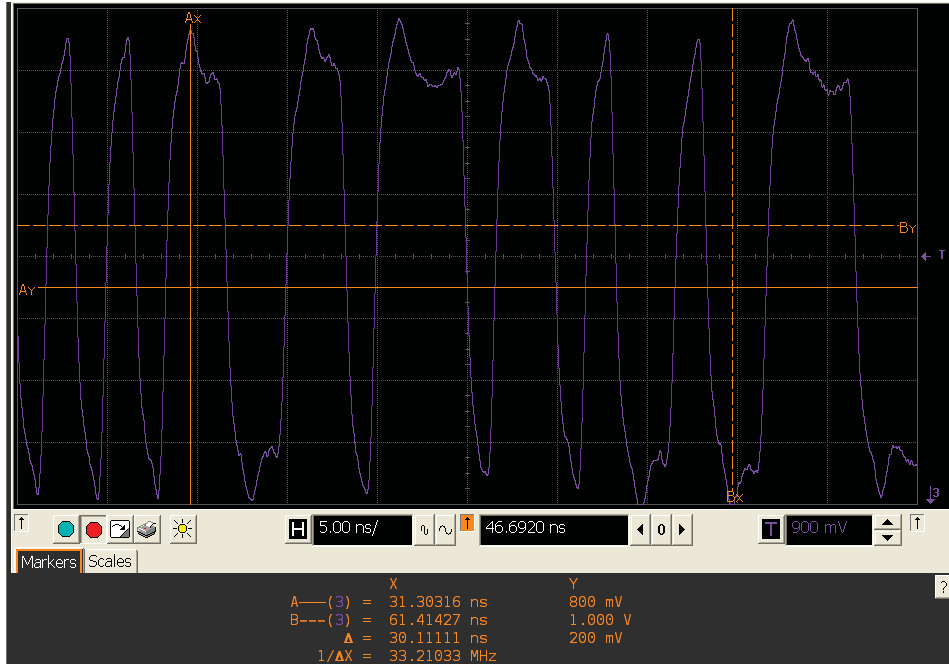 Ax
By
T
Ay
3
Bx
H 5.00 ns/ 46.6920 ns 0 T 900 mV
Markers Scales
?
X Y
A——(3) = 31.30316 ns 800 mV
B---(3) = 61.41427 ns 1.000 V
Δ = 30.11111 ns 200 mV
1/ΔX = 33.21033 MHz